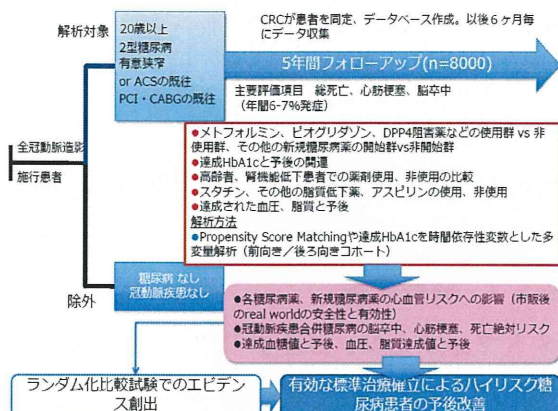 解析対象
20歳以上
2型糖尿病
有意狭窄
or ACSの既往
PCI・CABGの既往
CRCが患者を同定、データベース作成。以後6ヶ月毎
にデータ収集
5年間フォローアップ(n=8000)
主要評価項目 総死亡、心筋梗塞、脳卒中
(年間6-7%発症)
全冠動脈造影
施行患者
●メトフォルミン、ピオグリダゾン、DPP4阻害薬などの使用群 vs 非
使用群、その他の新規糖尿病薬の開始群vs非開始群
●達成HbA1cと予後の関連
●高齢者、腎機能低下患者での薬剤使用、非使用の比較
●スタチン、その他の脂質低下薬、アスピリンの使用、非使用
●達成された血圧、脂質と予後
解析方法
●Propensity Score Matchingや達成HbA1cを時間依存性変数とした多
変量解析（前向き／後ろ向きコホート）
糖尿病 なし
冠動脈疾患なし
除外
●各糖尿病薬、新規糖尿病薬の心血管リスクへの影響（市販後
のreal worldの安全性と有効性）
●冠動脈疾患合併糖尿病の脳卒中、心筋梗塞、死亡絶対リスク
●達成血糖値と予後、血圧、脂質達成値と予後
ランダム化比較試験でのエビデン
ス創出
有効な標準治療確立によるハイリスク糖
尿病患者の予後改善